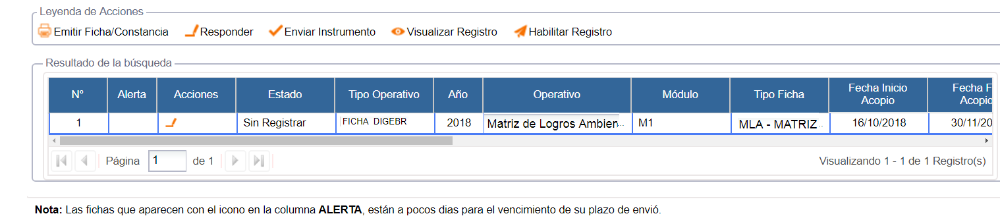 Leyenda de Acciones
Emitir Ficha/Constancia Responder Enviar Instrumento Visualizar Registro Habilitar Registro
Resultado de la búsqueda
N° Alerta Acciones Estado Tipo Operativo Año Operativo Módulo Tipo Ficha Fecha Inicio Acopio Fecha F Acopio
1 Sin Registrar FICHA DIGEBR 2018 Matriz de Logros Ambien... M1 MLA - MATRIZ... 16/10/2018 30/11/20
Página 1 de 1 Visualizando 1 - 1 de 1 Registro(s)
Nota: Las fichas que aparecen con el icono en la columna ALERTA, están a pocos dias para el vencimiento de su plazo de envió.